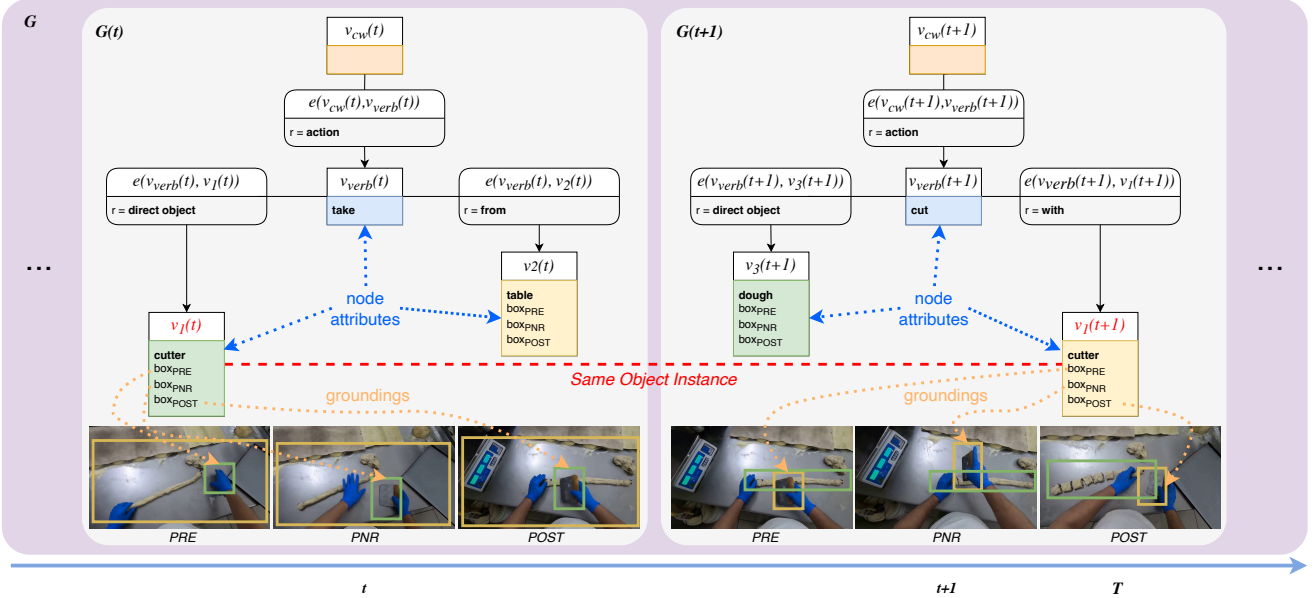 G
G(t)
v_cw(t)
e(v_cw(t),v_verb(t))
r = action
e(v_verb(t), v_1(t))
r = direct object
v_verb(t)
take
e(v_verb(t), v_2(t))
r = from
v2(t)
table
box_PRE
box_PNR
box_POST
node
attributes
v_1(t)
cutter
box_PRE
box_PNR
box_POST
groundings
PRE
PNR
POST
Same Object Instance
G(t+1)
v_cw(t+1)
e(v_cw(t+1),v_verb(t+1))
r = action
e(v_verb(t+1), v_3(t+1))
r = direct object
v_verb(t+1)
cut
e(v_verb(t+1), v_1(t+1))
r = with
v_3(t+1)
dough
box_PRE
box_PNR
box_POST
node
attributes
v_1(t+1)
cutter
box_PRE
box_PNR
box_POST
groundings
PRE
PNR
POST
...
...
t
t+1
T